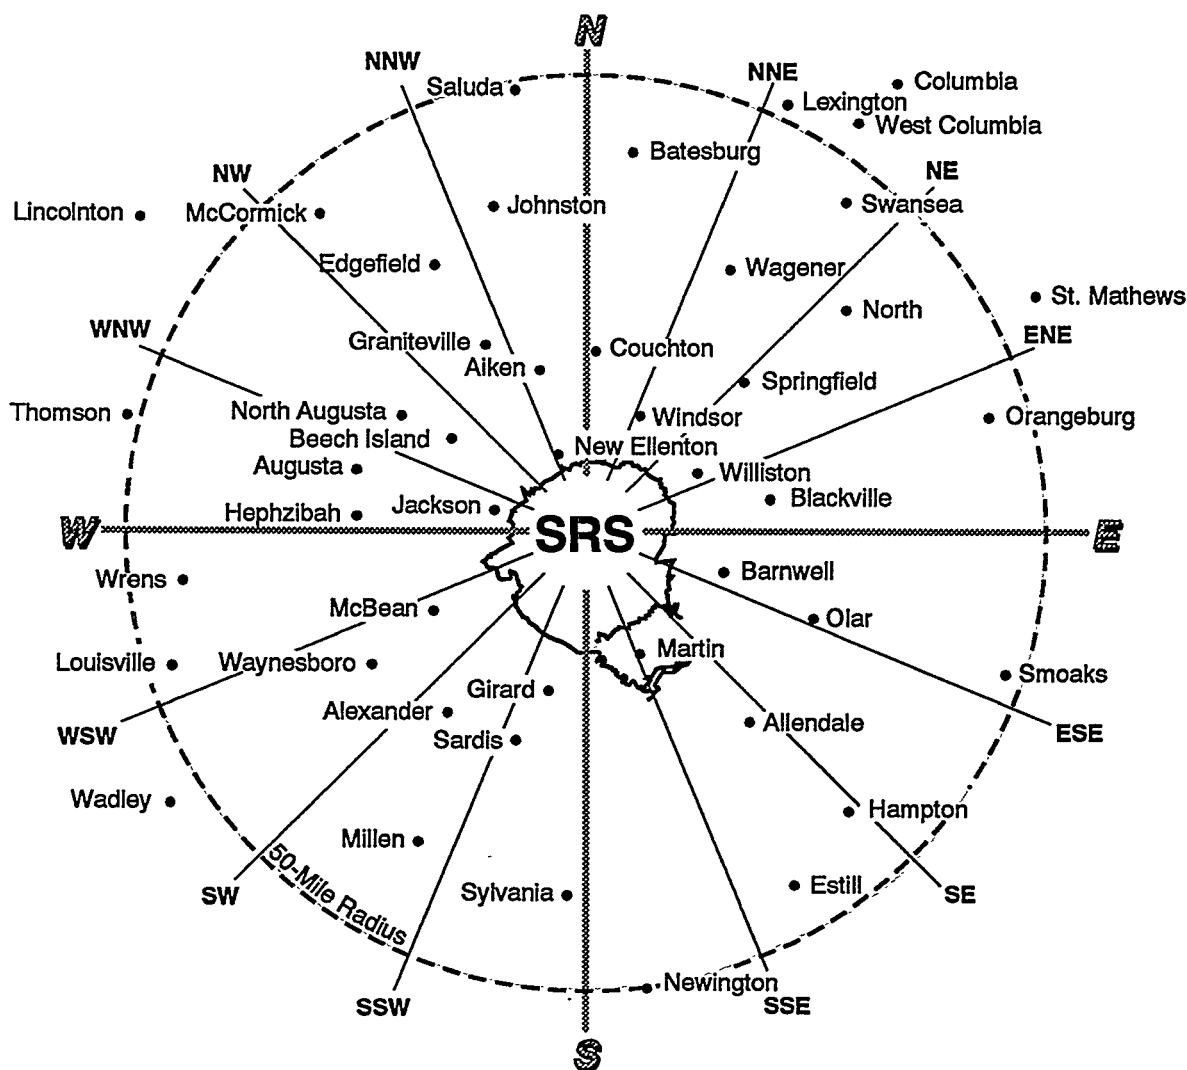 N
NNW
NNE
Saluda
Columbia
Lexington
West Columbia
Batesburg
NW
NE
Lincolnton
McCormick
Johnston
Swansea
Edgefield
Wagener
St. Mathews
North
WNW
ENE
Graniteville
Couchton
Aiken
Springfield
Thomson
North Augusta
Windsor
Orangeburg
Beech Island
New Ellenton
Augusta
Williston
Blackville
Jackson
Hephzibah
W
SRS
E
Wrens
Barnwell
McBean
Olar
Louisville
Waynesboro
Martin
Smoaks
Girard
Alexander
Allendale
WSW
ESE
Sardis
Wadley
Hampton
Millen
50-Mile Radius
SW
Sylvania
Estill
SE
Newington
SSW
SSE
S